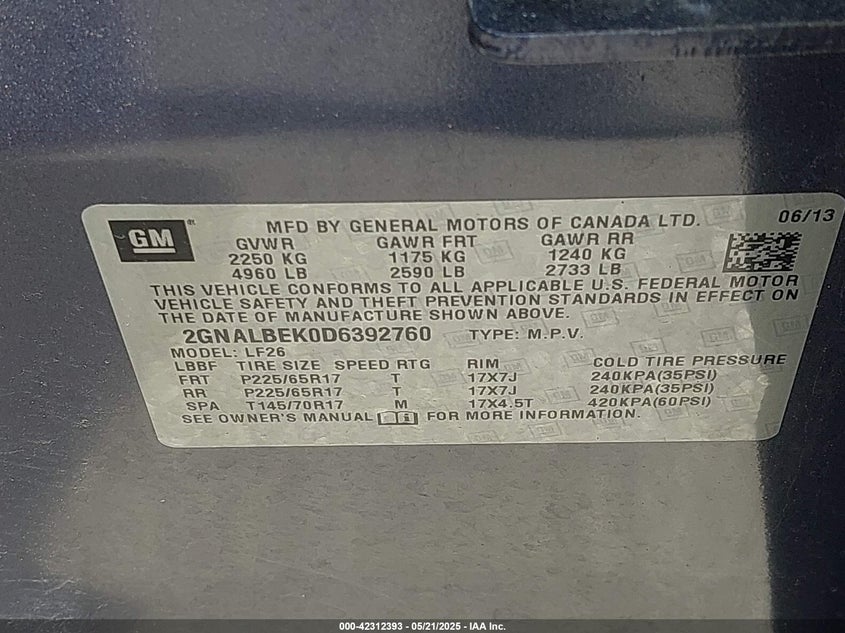 GM
MFD BY GENERAL MOTORS OF CANADA LTD. 06/13
GVWR GAWR FRT GAWR RR
2250 KG 1175 KG 1240 KG
4960 LB 2590 LB 2733 LB
THIS VEHICLE CONFORMS TO ALL APPLICABLE U.S. FEDERAL MOTOR
VEHICLE SAFETY AND THEFT PREVENTION STANDARDS IN EFFECT ON
THE DATE OF MANUFACTURE SHOWN ABOVE.
2GNALBEK0D6392760 TYPE: M.P.V.
MODEL: LF26
LBBF TIRE SIZE SPEED RTG RIM COLD TIRE PRESSURE
FRT P225/65R17 T 17X7J 240KPA(35PSI)
RR P225/65R17 T 17X7J 240KPA(35PSI)
SPA T145/70R17 M 17X4.5T 420KPA(60PSI)
SEE OWNER'S MANUAL FOR MORE INFORMATION.
000-42312393 - 05/21/2025 - IAA Inc.